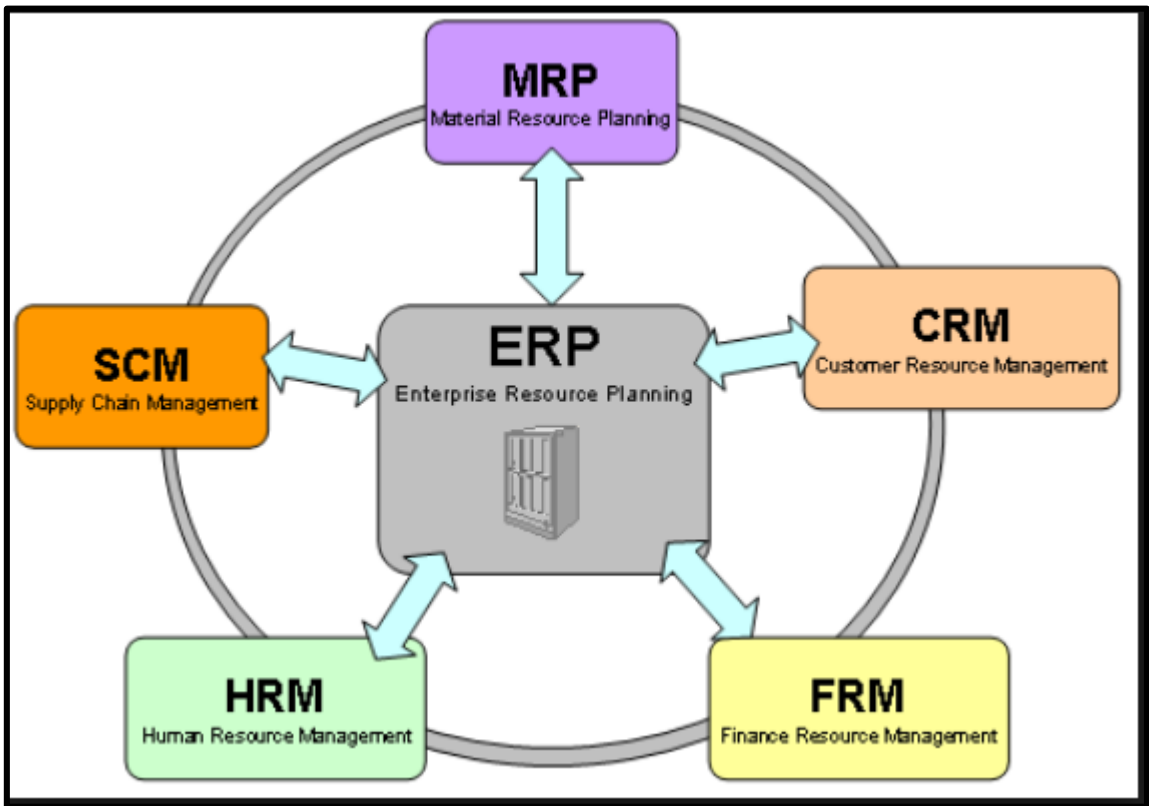 MRP
Material Resource Planning
CRM
Customer Resource Management
ERP
Enterprise Resource Planning
SCM
Supply Chain Management
HRM
Human Resource Management
FRM
Finance Resource Management